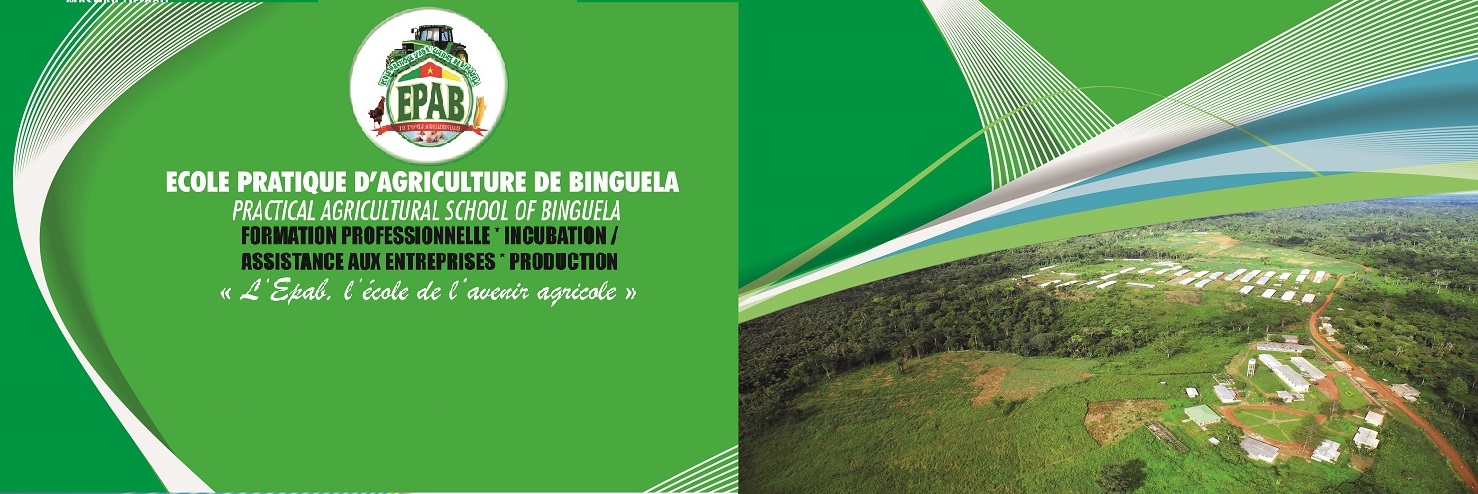 EPAB
ECOLE PRATIQUE D'AGRICULTURE DE BINGUELA
PRACTICAL AGRICULTURAL SCHOOL OF BINGUELA
FORMATION PROFESSIONNELLE * INCUBATION /
ASSISTANCE AUX ENTREPRISES * PRODUCTION
« L'Epab, l'école de l'avenir agricole »